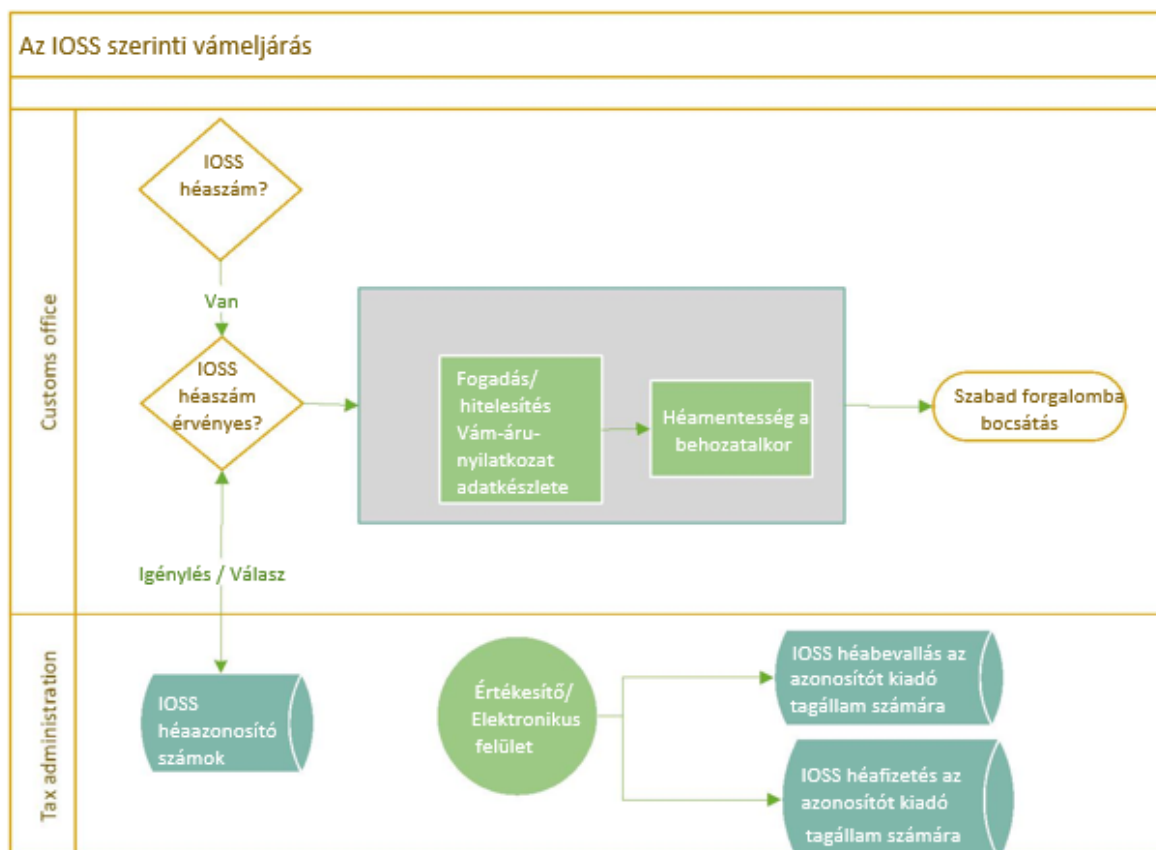 Az IOSS szerinti vámeljárás
Customs office
IOSS
héaszám?
Van
IOSS
héaszám
érvényes?
Fogadás/
hitelesítés
Vám-áru-
nyilatkozat
adatkészlete
Héamentesség a
behozatalkor
Szabad forgalomba
bocsátás
Igénylés / Válasz
Tax administration
IOSS
héaazonosító
számok
Értékesítő/
Elektronikus
felület
IOSS héabevallás az
azonosítót kiadó
tagállam számára
IOSS héafizetés az
azonosítót kiadó
tagállam számára